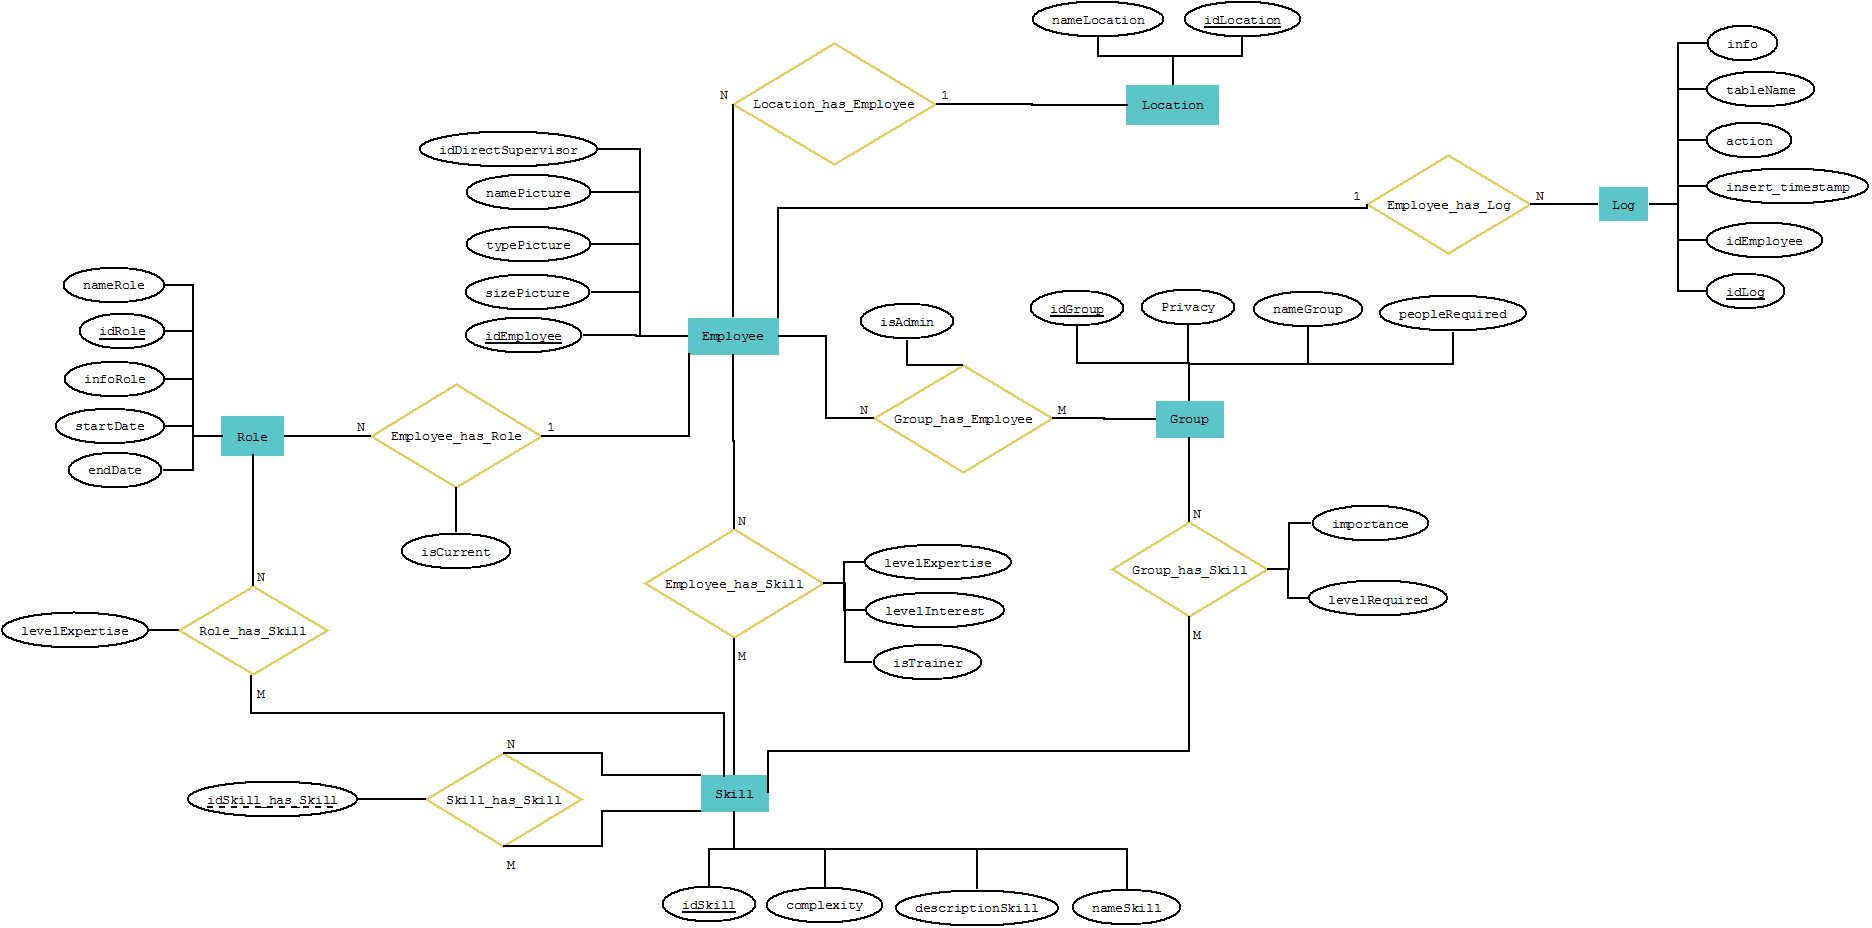 nameLocation
idLocation
info
Location_has_Employee
N
1
Location
tableName
idDirectSupervisor
action
namePicture
insert_timestamp
1
Employee_has_Log
N
Log
typePicture
idEmployee
nameRole
sizePicture
idLog
idRole
idEmployee
Employee
isAdmin
idGroup
Privacy
nameGroup
peopleRequired
infoRole
startDate
Role
N
Employee_has_Role
1
N
Group_has_Employee
M
Group
endDate
isCurrent
N
N
importance
levelExpertise
Employee_has_Skill
Group_has_Skill
N
levelInterest
levelRequired
levelExpertise
Role_has_Skill
M
isTrainer
M
M
N
idSkill_has_Skill
Skill_has_Skill
Skill
M
idSkill
complexity
descriptionSkill
nameSkill